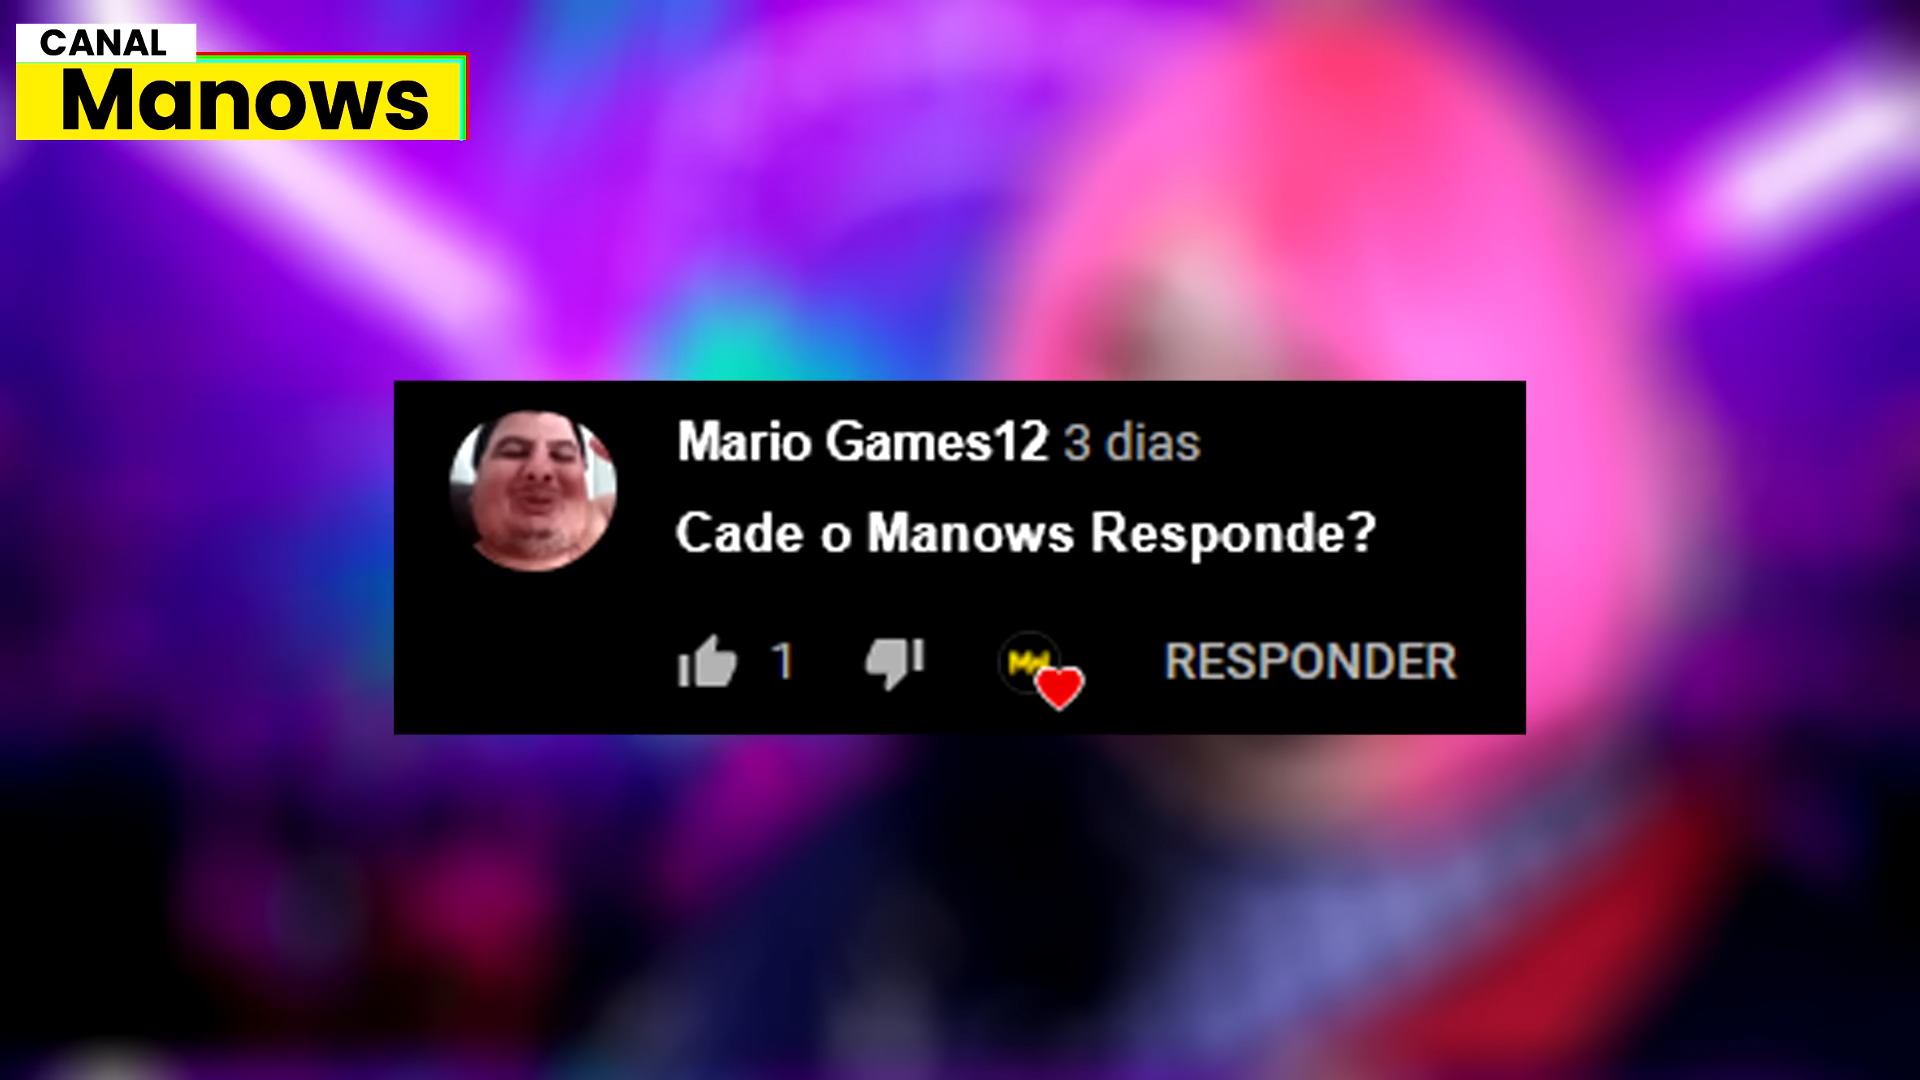 CANAL
Manows
Mario Games12 3 dias
Cade o Manows Responde?
1 RESPONDER